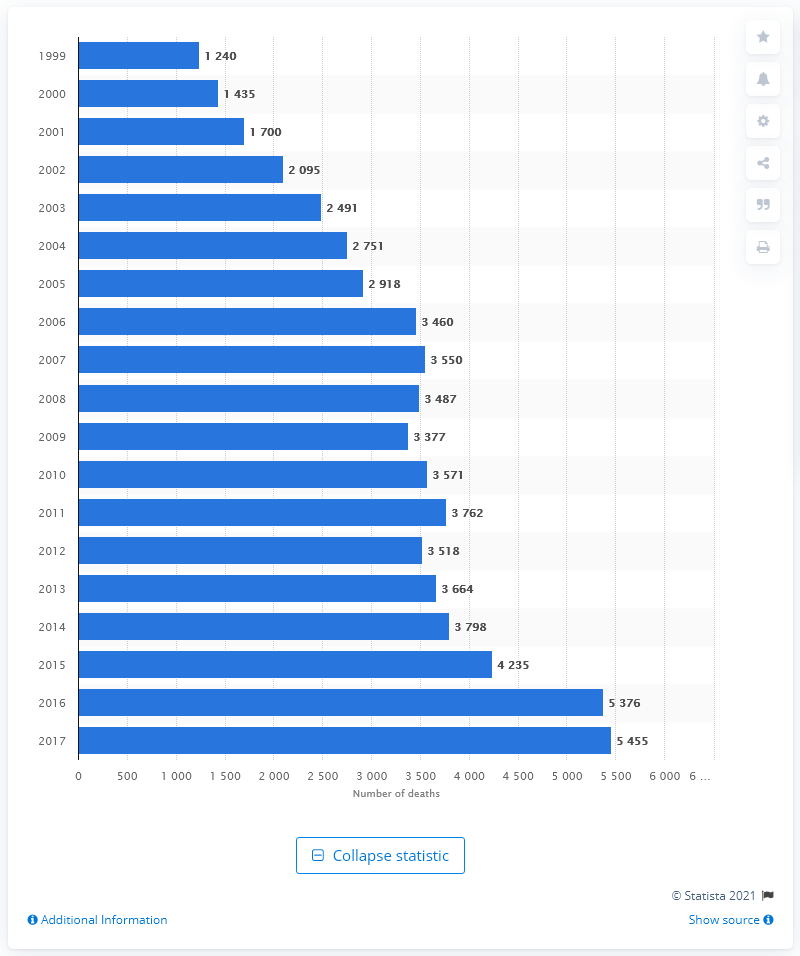 1999 1 240
2000 1 435
2001 1 700
2002 2 095
2003 2 491
2004 2 751
2005 2 918
2006 3 460
2007 3 550
2008 3 487
2009 3 377
2010 3 571
2011 3 762
2012 3 518
2013 3 664
2014 3 798
2015 4 235
2016 5 376
2017 5 455
0 500 1 000 1 500 2 000 2 500 3 000 3 500 4 000 4 500 5 000 5 500 6 000 6 ...
Number of deaths
Collapse statistic
© Statista 2021
Additional Information Show source